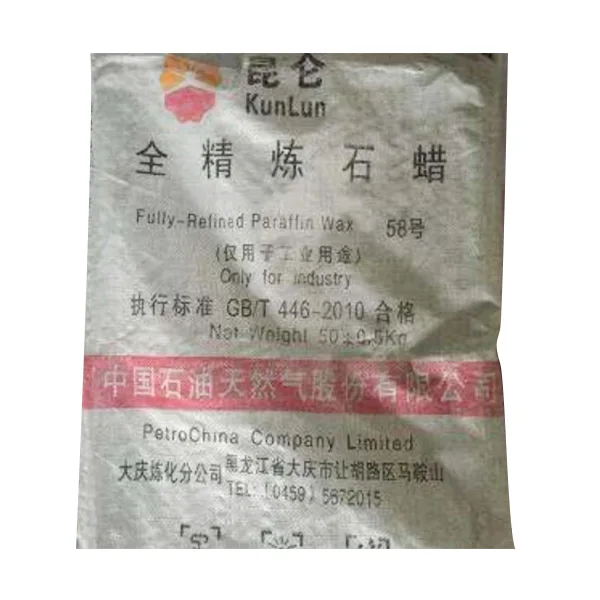 昆仑
KunLun
全精炼石蜡
Fully-Refined Paraffin Wax 58号
(仅用于工业用途)
Only for industry
执行标准 GB/T 446-2010 合格
Net Weight 50±0.5Kg
中国石油天然气股份有限公司
PetroChina Company Limited
大庆炼化分公司 黑龙江省大庆市让胡路区马鞍山
TEL: (0459) 5672015